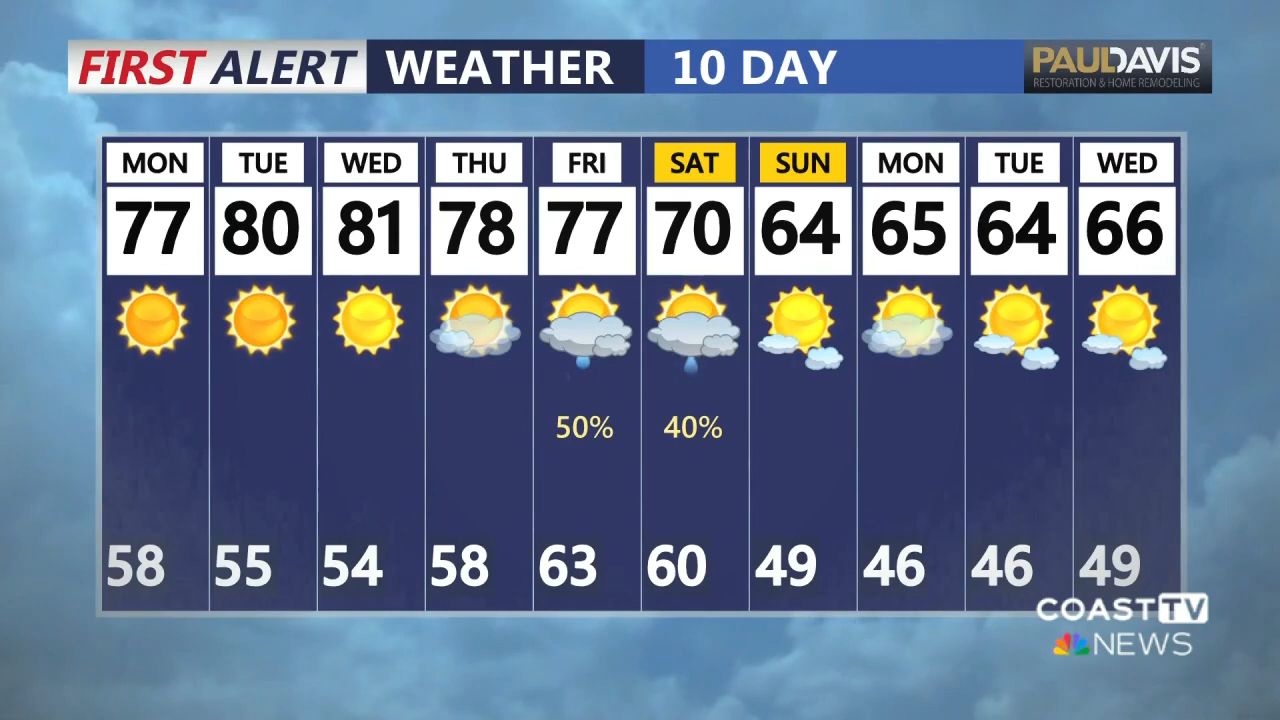 FIRST ALERT WEATHER 10 DAY PAULDAVIS®
RESTORATION & HOME REMODELING
MON TUE WED THU FRI SAT SUN MON TUE WED
77 80 81 78 77 70 64 65 64 66
50% 40%
58 55 54 58 63 60 49 46 46 49
COAST TV
NEWS